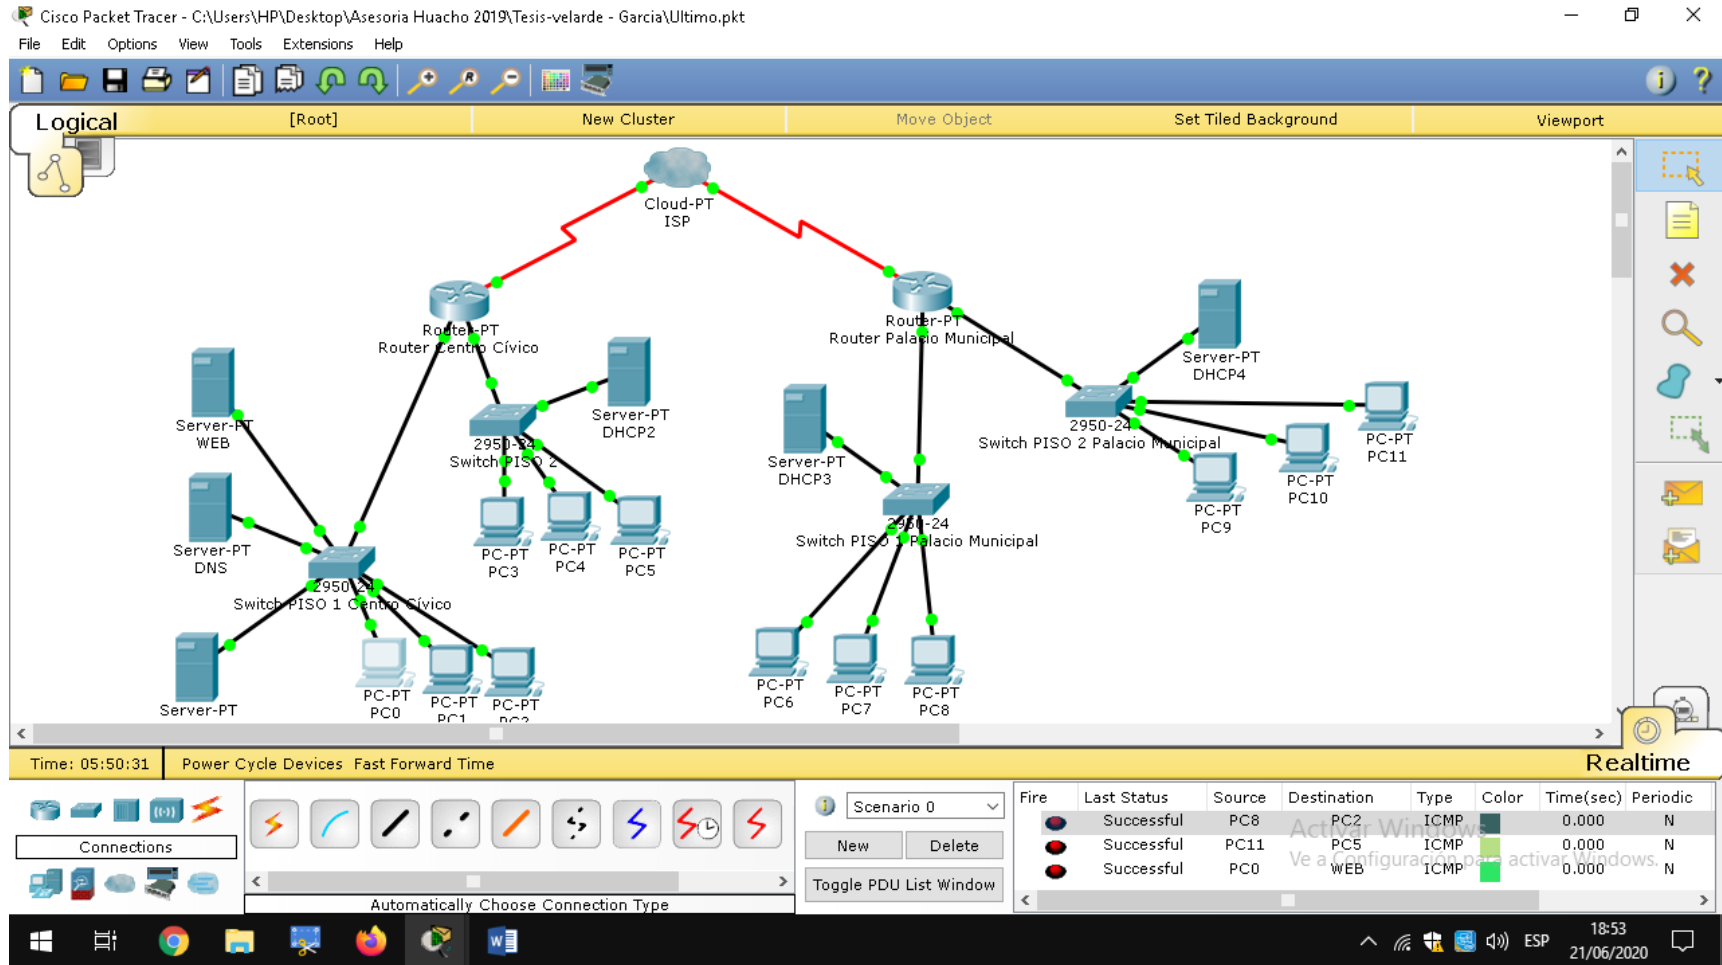 Cisco Packet Tracer - C:\Users\HP\Desktop\Asesoria Huacho 2019\Tesis-velarde - Garcia\Ultimo.pkt
File Edit Options View Tools Extensions Help
Logical [Root] New Cluster Move Object Set Tiled Background Viewport
Cloud-PT
ISP
Router-PT
Router Centro Cívico
Router-PT
Router Palacio Municipal
Server-PT
WEB
Server-PT
DHCP2
2950-24
Switch PISO 2
Server-PT
DHCP4
2950-24
Switch PISO 2 Palacio Municipal
PC-PT
PC11
Server-PT
DHCP3
PC-PT
PC10
PC-PT
PC9
Server-PT
DNS
PC-PT
PC3
PC-PT
PC4
PC-PT
PC5
2950-24
Switch PISO 1 Palacio Municipal
2950-24
Switch PISO 1 Centro Cívico
Server-PT
PC-PT
PC0
PC-PT
PC1
PC-PT
PC2
PC-PT
PC6
PC-PT
PC7
PC-PT
PC8
Time: 05:50:31 Power Cycle Devices Fast Forward Time Realtime
Connections
Automatically Choose Connection Type
Scenario 0
New Delete
Toggle PDU List Window
Fire Last Status Source Destination Type Color Time(sec) Periodic
Successful PC8 PC2 ICMP 0.000 N
Successful PC11 PC5 ICMP 0.000 N
Successful PC0 WEB ICMP 0.000 N
Activar Windows
Ve a Configuración para activar Windows.
ESP
18:53
21/06/2020